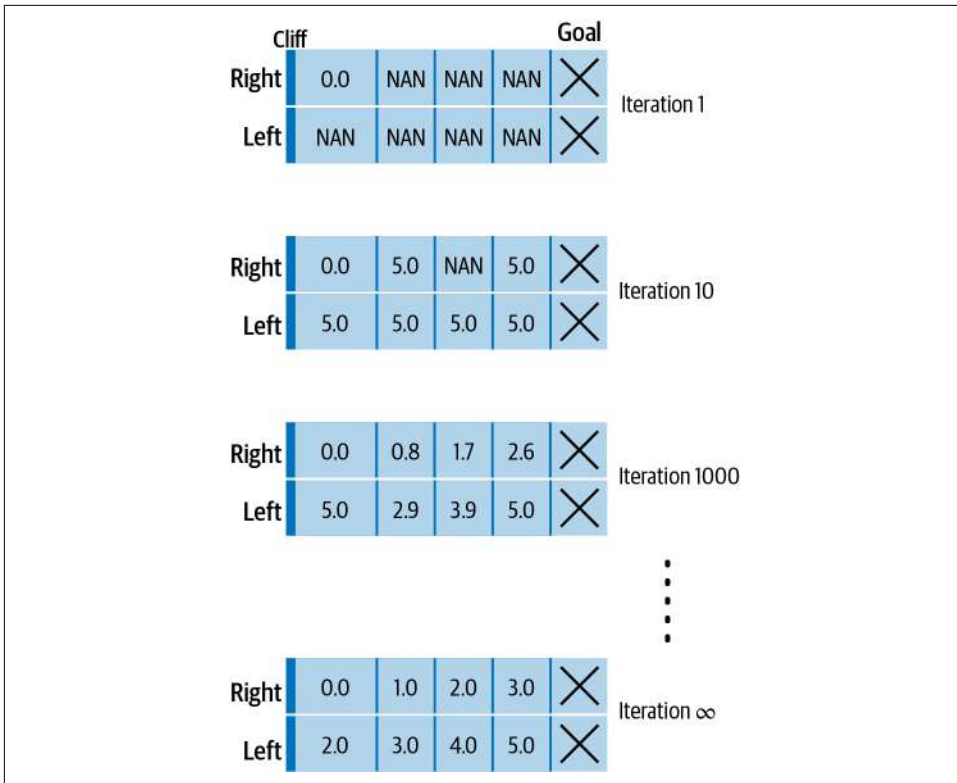 Cliff Goal
Right 0.0 NAN NAN NAN
Iteration 1
Left NAN NAN NAN NAN
Right 0.0 5.0 NAN 5.0
Iteration 10
Left 5.0 5.0 5.0 5.0
Right 0.0 0.8 1.7 2.6
Iteration 1000
Left 5.0 2.9 3.9 5.0
Right 0.0 1.0 2.0 3.0
Iteration ∞
Left 2.0 3.0 4.0 5.0